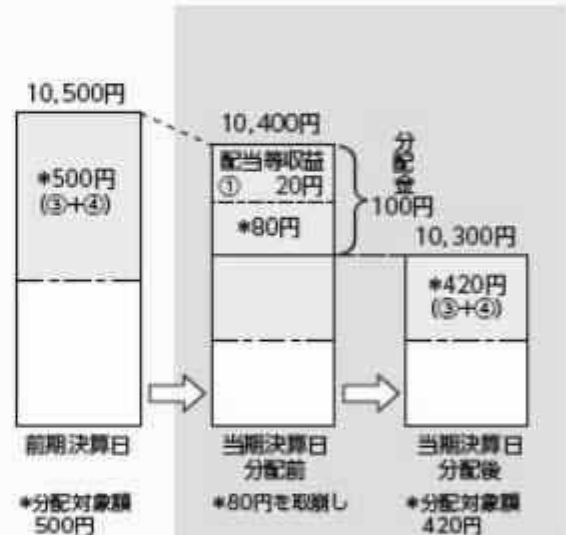 10,500円
*500円
(③+④)
前期決算日
*分配対象額
500円
10,400円
配当等収益
① 20円
*80円
分配金
100円
当期決算日
分配前
*80円を取崩し
10,300円
*420円
(③+④)
当期決算日
分配後
*分配対象額
420円